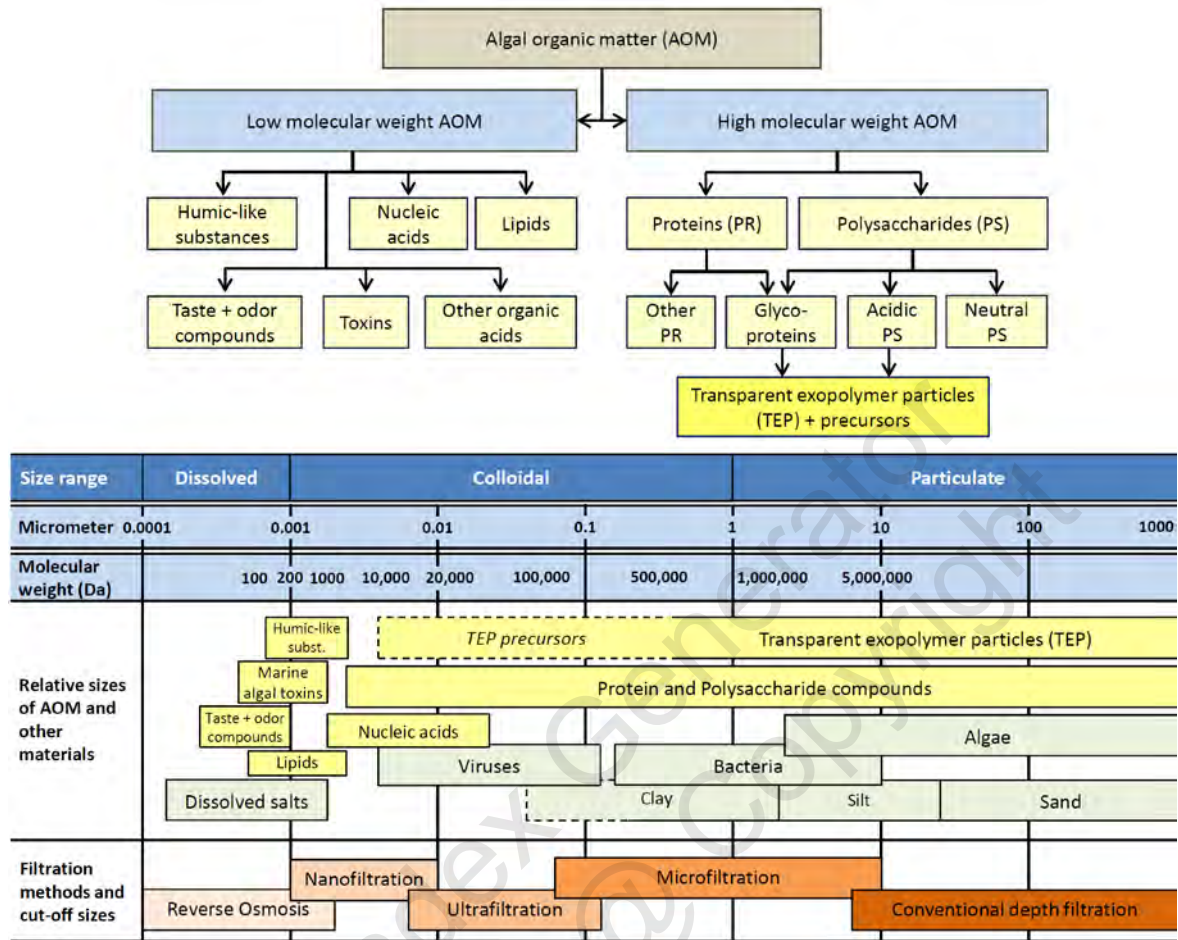 Algal organic matter (AOM)
Low molecular weight AOM
High molecular weight AOM
Humic-like
substances
Nucleic
acids
Lipids
Proteins (PR)
Polysaccharides (PS)
Taste + odor
compounds
Toxins
Other organic
acids
Other
PR
Glyco-
proteins
Acidic
PS
Neutral
PS
Transparent exopolymer particles
(TEP) + precursors
Size range Dissolved Colloidal Particulate
Micrometer 0.0001 0.001 0.01 0.1 1 10 100 1000
Molecular
weight (Da)
100 200 1000 10,000 20,000 100,000 500,000 1,000,000 5,000,000
Relative sizes
of AOM and
other
materials
Humic-like
subst.
TEP precursors
Transparent exopolymer particles (TEP)
Marine
algal toxins
Protein and Polysaccharide compounds
Taste + odor
compounds
Nucleic acids
Algae
Lipids
Viruses
Bacteria
Dissolved salts
Clay
Silt
Sand
Filtration
methods and
cut-off sizes
Nanofiltration
Microfiltration
Reverse Osmosis
Ultrafiltration
Conventional depth filtration
Generator
@ Copyright